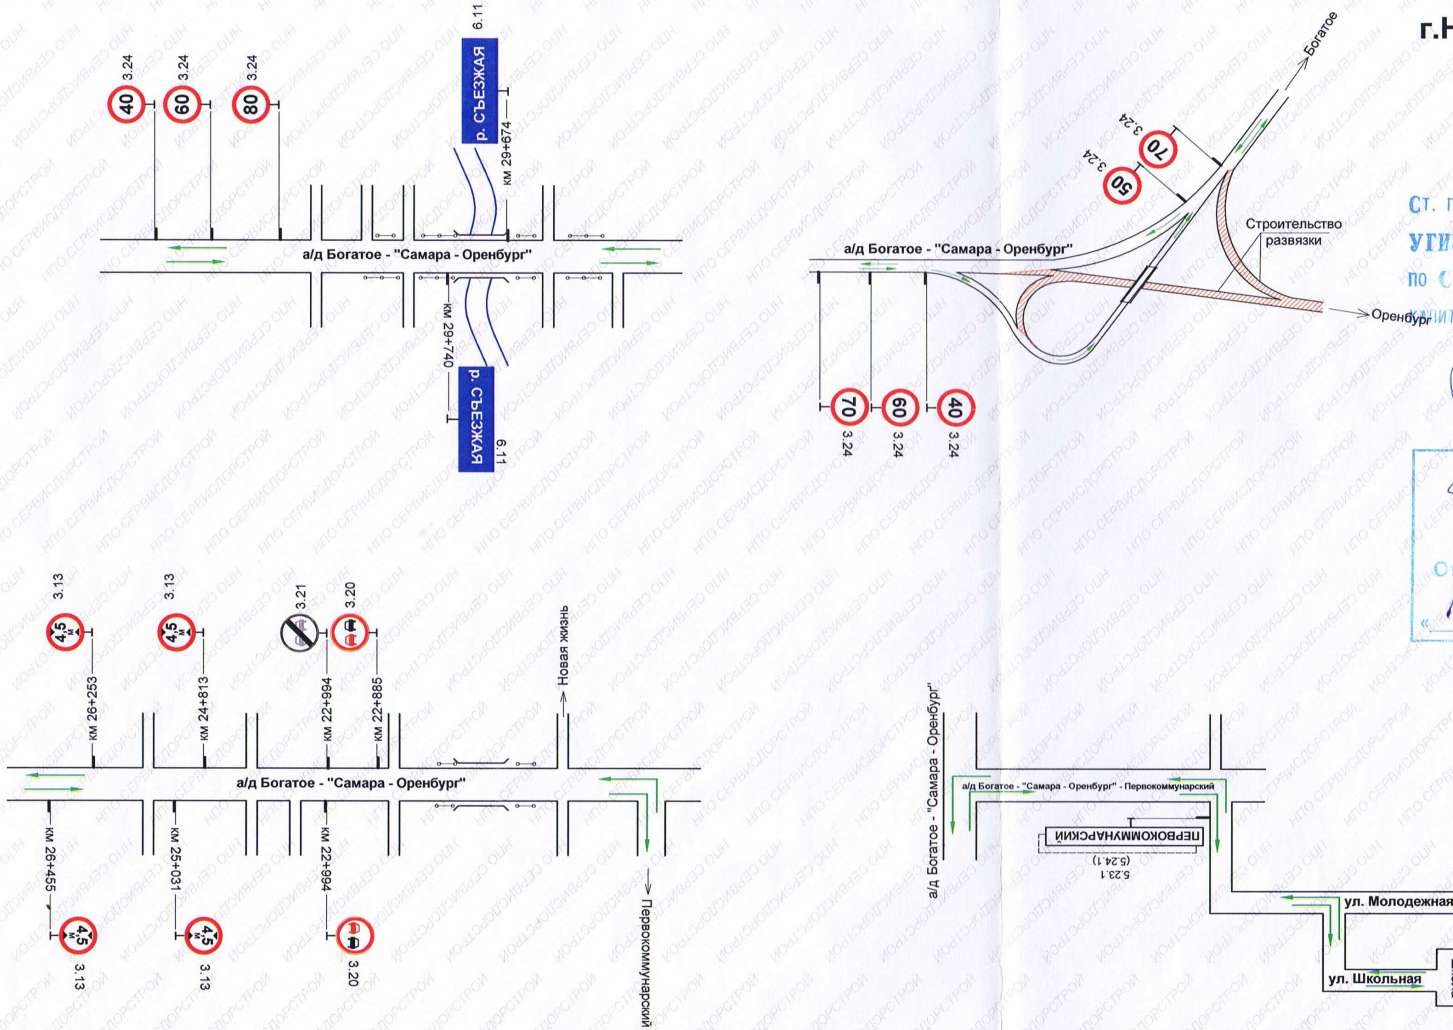 40 3.24
60 3.24
80 3.24
р. СЪЕЗЖАЯ 6.11
км 29+674
а/д Богатое - "Самара - Оренбург"
км 29+740
р. СЪЕЗЖАЯ
6.11
г.Н
Богатое
70 3.24
50 3.24
Строительство
развязки
а/д Богатое - "Самара - Оренбург"
Оренбург
70 3.24
60 3.24
40 3.24
Ст. г
по С
4,5 м 3.13
4,5 м 3.13
3.21
3.20
км 26+253
км 24+813
км 22+994
км 22+885
Новая жизнь
а/д Богатое - "Самара - Оренбург"
км 26+455
км 25+031
км 22+994
4,5 м 3.13
4,5 м 3.13
3.20
Первокоммунарский
а/д Богатое - "Самара - Оренбург"
а/д Богатое - "Самара - Оренбург" - Первокоммунарский
ПЕРВОКОММУНАРСКИЙ
5.23.1
(5.24.1)
ул. Молодежная
ул. Школьная
НПО СЕРВИСДОРСТРОЙ